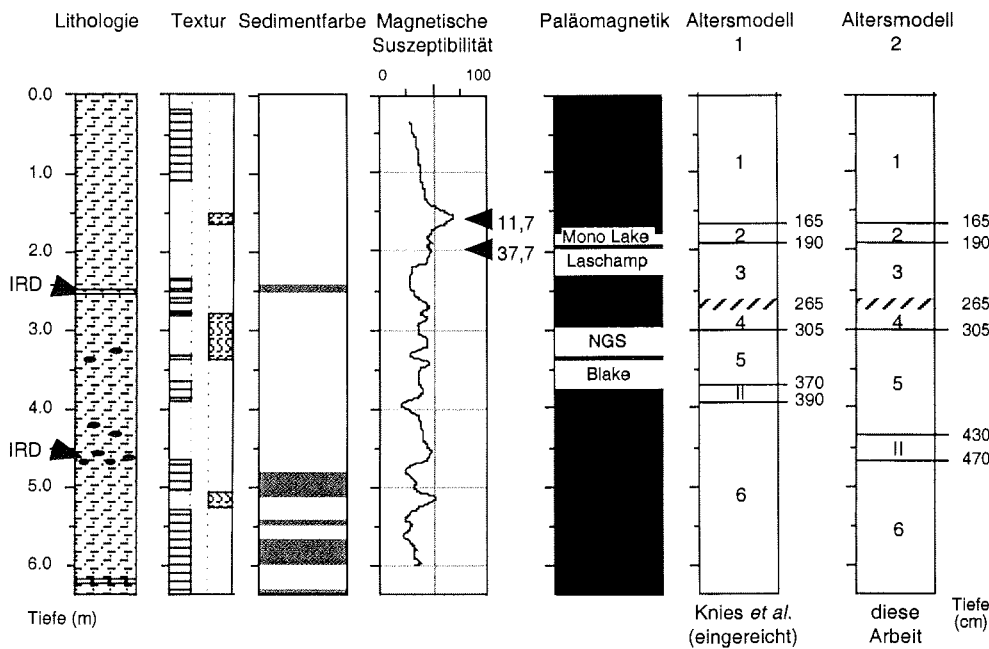 Lithologie Textur Sedimentfarbe Magnetische Suszeptibilität Paläomagnetik Altersmodell 1 Altersmodell 2
0 100
0.0
1.0
2.0
3.0
4.0
5.0
6.0
Tiefe (m)
IRD
IRD
11,7
37,7
Mono Lake
Laschamp
NGS
Blake
1
2
3
4
5
II
6
165
190
265
305
370
390
Knies et al.
(eingereicht)
1
2
3
4
5
II
6
165
190
265
305
430
470
diese
Arbeit
Tiefe
(cm)